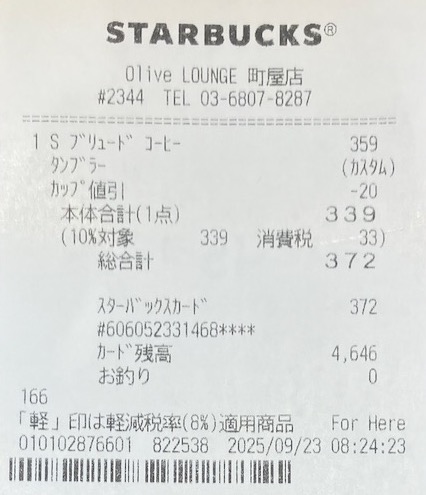 STARBUCKS®
Olive LOUNGE 町屋店
#2344 TEL 03-6807-8287
1 S ﾌﾞﾘｭｰﾄﾞ ｺｰﾋｰ 359
ﾀﾝﾌﾞﾗｰ (ｶｽﾀﾑ)
ｶｯﾌﾟ値引 -20
本体合計(1点) 339
(10%対象 339 消費税 33)
総合計 372
ｽﾀｰﾊﾞｯｸｽｶｰﾄﾞ 372
#606052331468****
ｶｰﾄﾞ残高 4,646
お釣り 0
166
「軽」印は軽減税率(8%)適用商品 For Here
010102876601 822538 2025/09/23 08:24:23